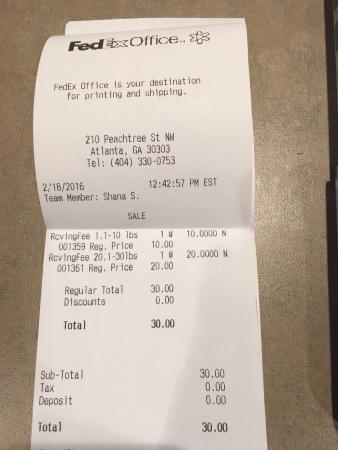 FedEx Office
FedEx Office is your destination
for printing and shipping.
210 Peachtree St NW
Atlanta, GA 30303
Tel: (404) 330-0753
2/18/2016 12:42:57 PM EST
Team Member: Shana S.
SALE
RcvingFee 1.1-10 lbs 1 @ 10.0000 N
001359 Reg. Price 10.00
RcvingFee 20.1-30lbs 1 @ 20.0000 N
001361 Reg. Price 20.00
Regular Total 30.00
Discounts 0.00
Total 30.00
Sub-Total 30.00
Tax 0.00
Deposit 0.00
Total 30.00